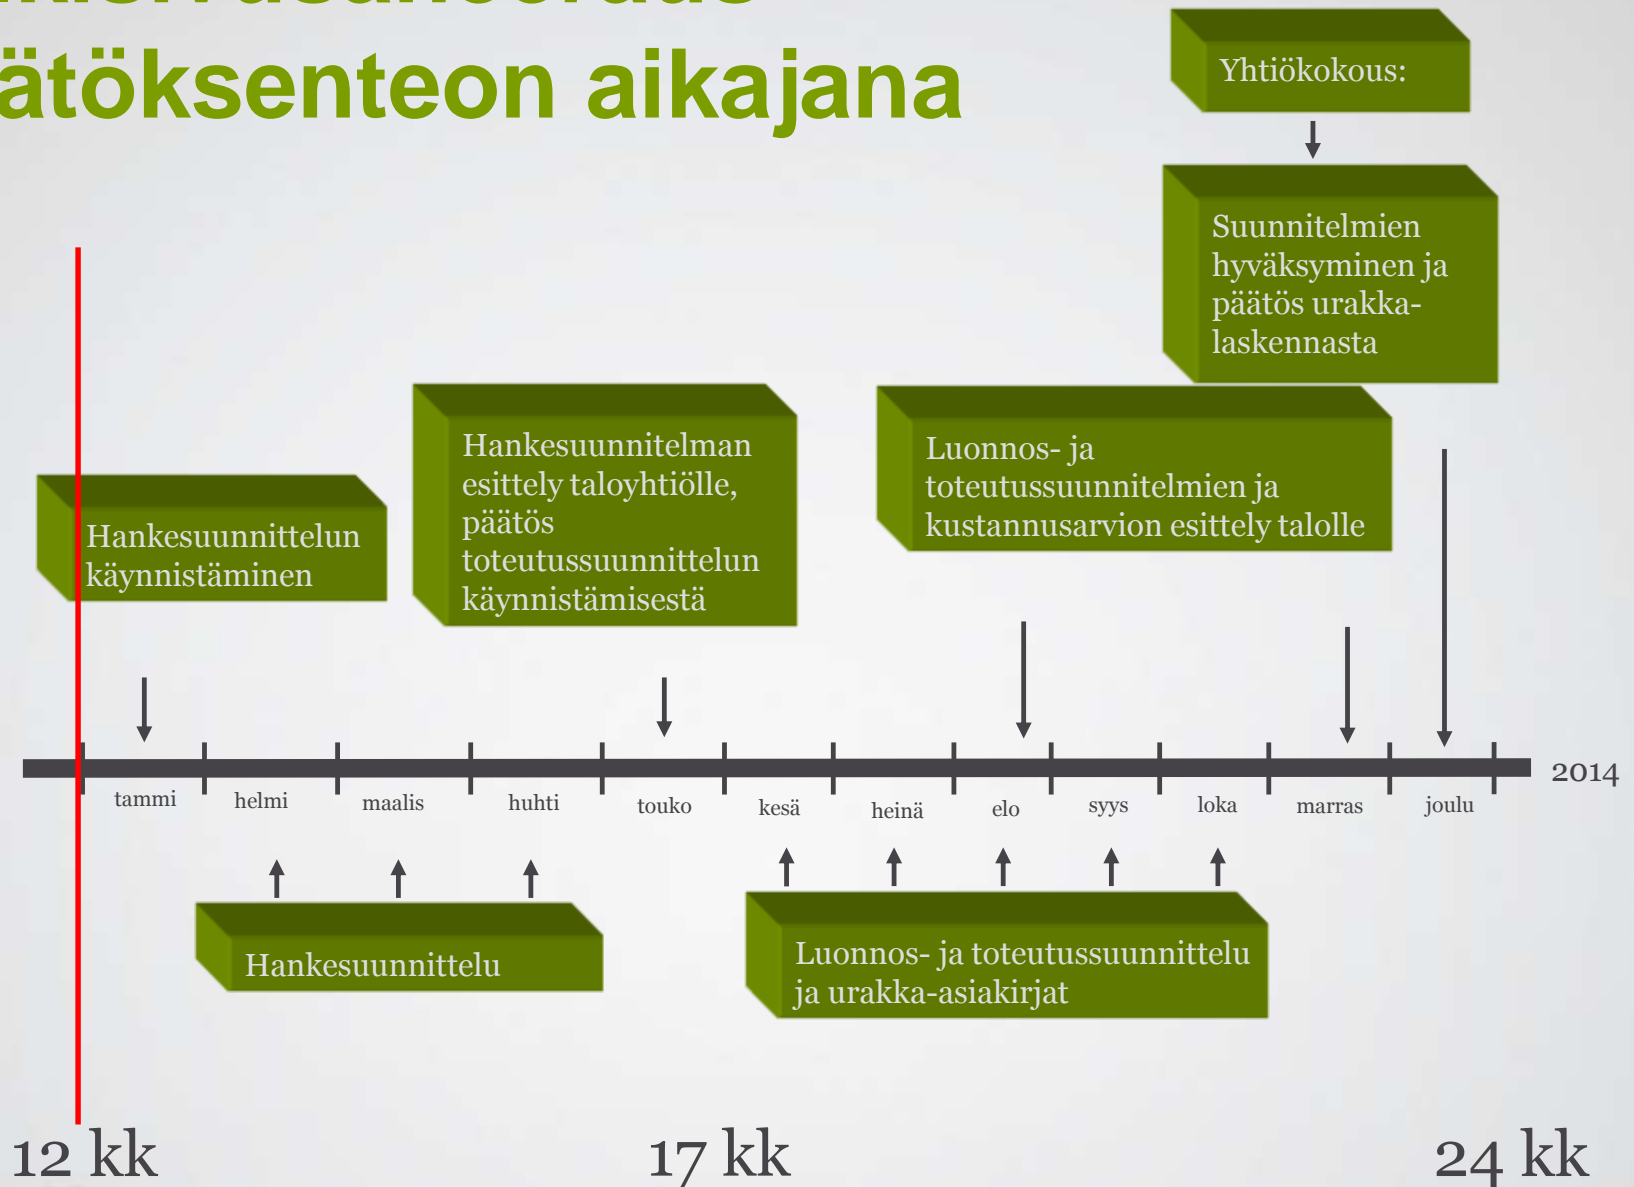 ätöksenteon aikajana
Yhtiökokous:
Suunnitelmien
hyväksyminen ja
päätös urakka-
laskennasta
Hankesuunnittelun
käynnistäminen
Hankesuunnitelman
esittely taloyhtiölle,
päätös
toteutussuunnittelun
käynnistämisestä
Luonnos- ja
toteutussuunnitelmien ja
kustannusarvion esittely talolle
2014
tammi helmi maalis huhti touko kesä heinä elo syys loka marras joulu
Hankesuunnittelu
Luonnos- ja toteutussuunnittelu
ja urakka-asiakirjat
12 kk 17 kk 24 kk